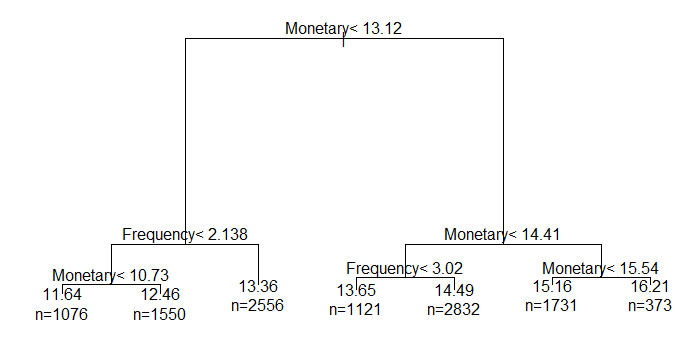 Monetary< 13.12
Frequency< 2.138
Monetary< 14.41
Monetary< 10.73
Frequency< 3.02
Monetary< 15.54
11.64
n=1076
12.46
n=1550
13.36
n=2556
13.65
n=1121
14.49
n=2832
15.16
n=1731
16.21
n=373